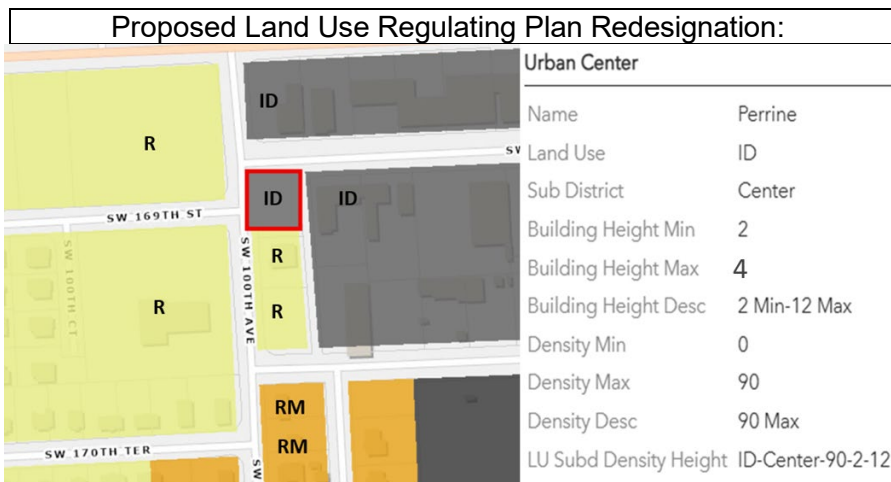 Proposed Land Use Regulating Plan Redesignation:
ID
R
SW
ID
ID
SW 169TH ST
R
R
R
SW 100TH CT
SW 100TH AVE
RM
RM
SW 170TH TER
SW
Urban Center
Name Perrine
Land Use ID
Sub District Center
Building Height Min 2
Building Height Max 4
Building Height Desc 2 Min-12 Max
Density Min 0
Density Max 90
Density Desc 90 Max
LU Subd Density Height ID-Center-90-2-12